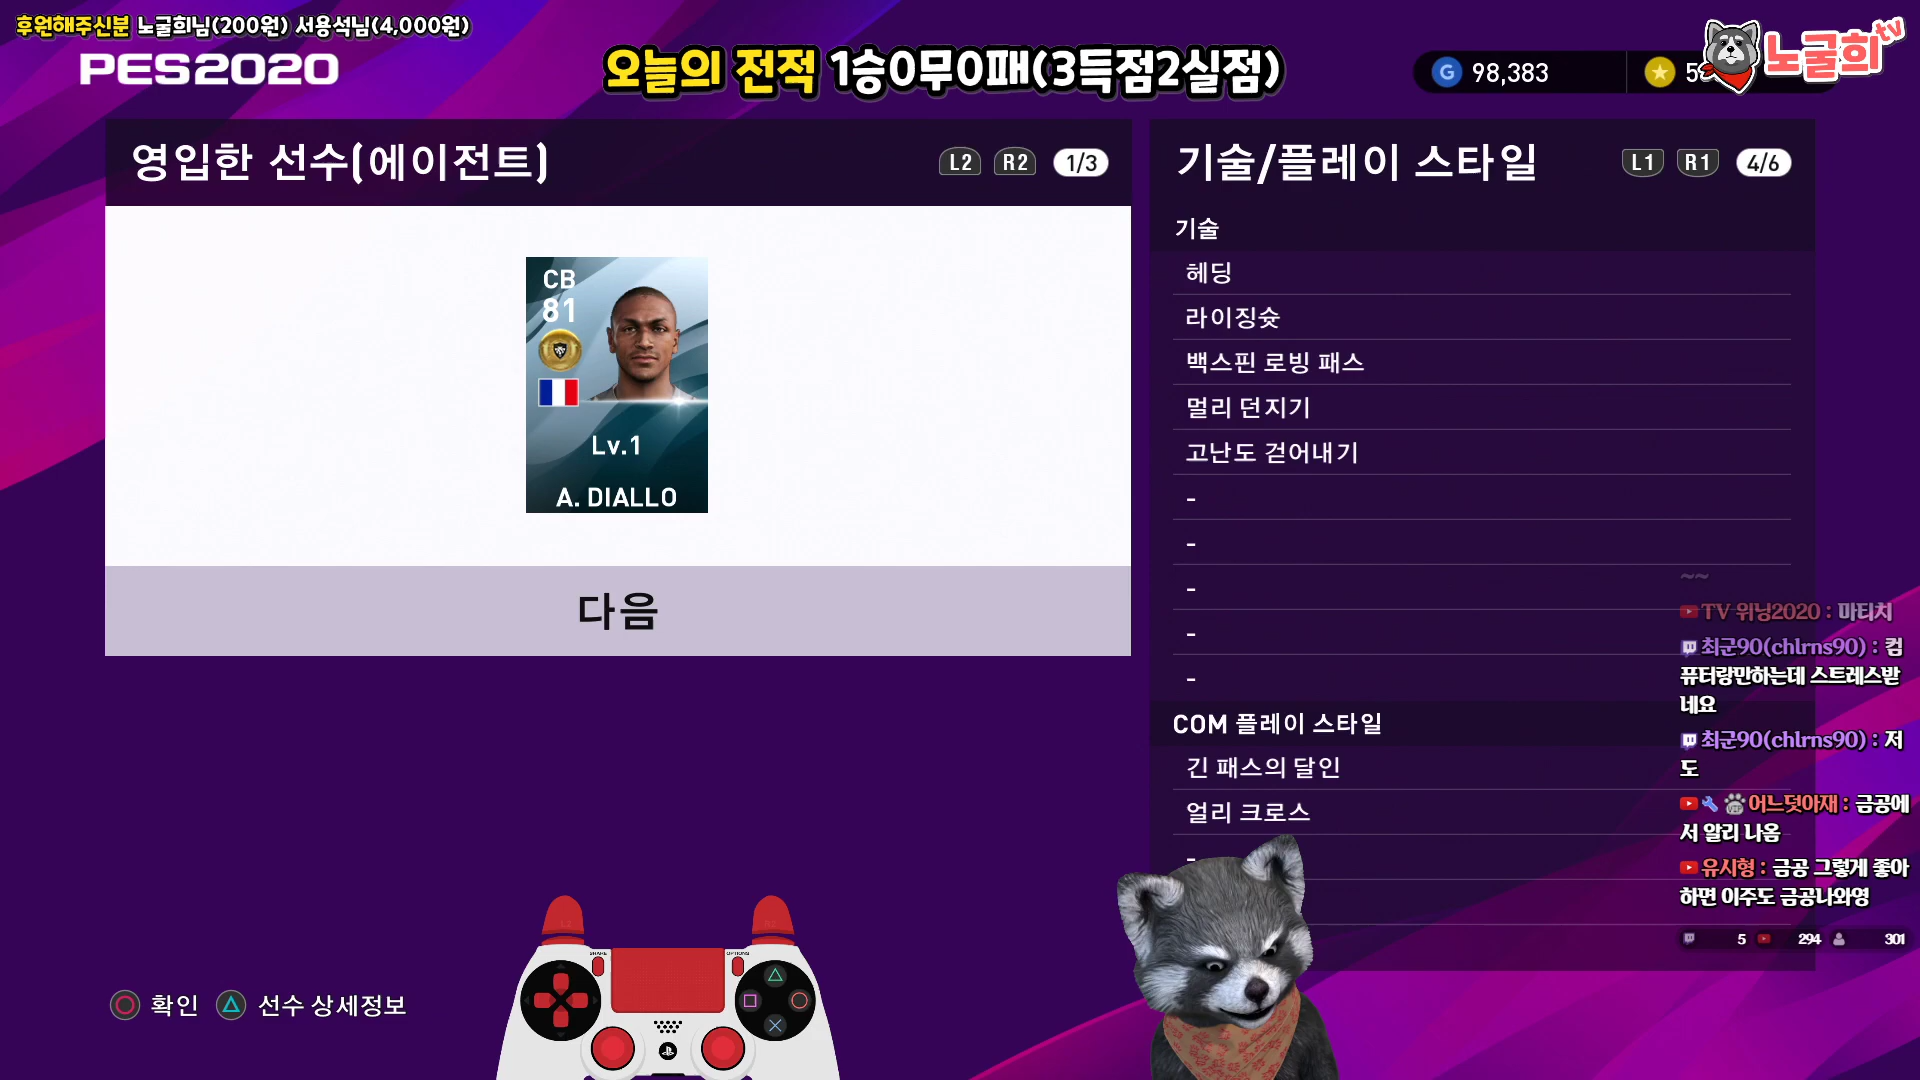 후원해주신분 노굴희님(200원) 서용석님(4,000원)
PES2020
오늘의 전적 1승0무0패(3득점2실점)
G 98,383
노굴희tv
영입한 선수(에이전트)
L2 R2 1/3
CB
81
Lv.1
A. DIALLO
다음
기술/플레이 스타일
L1 R1 4/6
기술
헤딩
라이징슛
백스핀 로빙 패스
멀리 던지기
고난도 걷어내기
-
-
-
-
-
COM 플레이 스타일
긴 패스의 달인
얼리 크로스
-
~~
TV 위닝2020 : 마티치
최군90(chlrns90) : 컴
퓨터랑만하는데 스트레스받
네요
최군90(chlrns90) : 저
도
어느덧아재 : 금공에
서 알리 나옴
유시형 : 금공 그렇게 좋아
하면 이주도 금공나와영
5 294 301
SHARE OPTIONS
확인 선수 상세정보